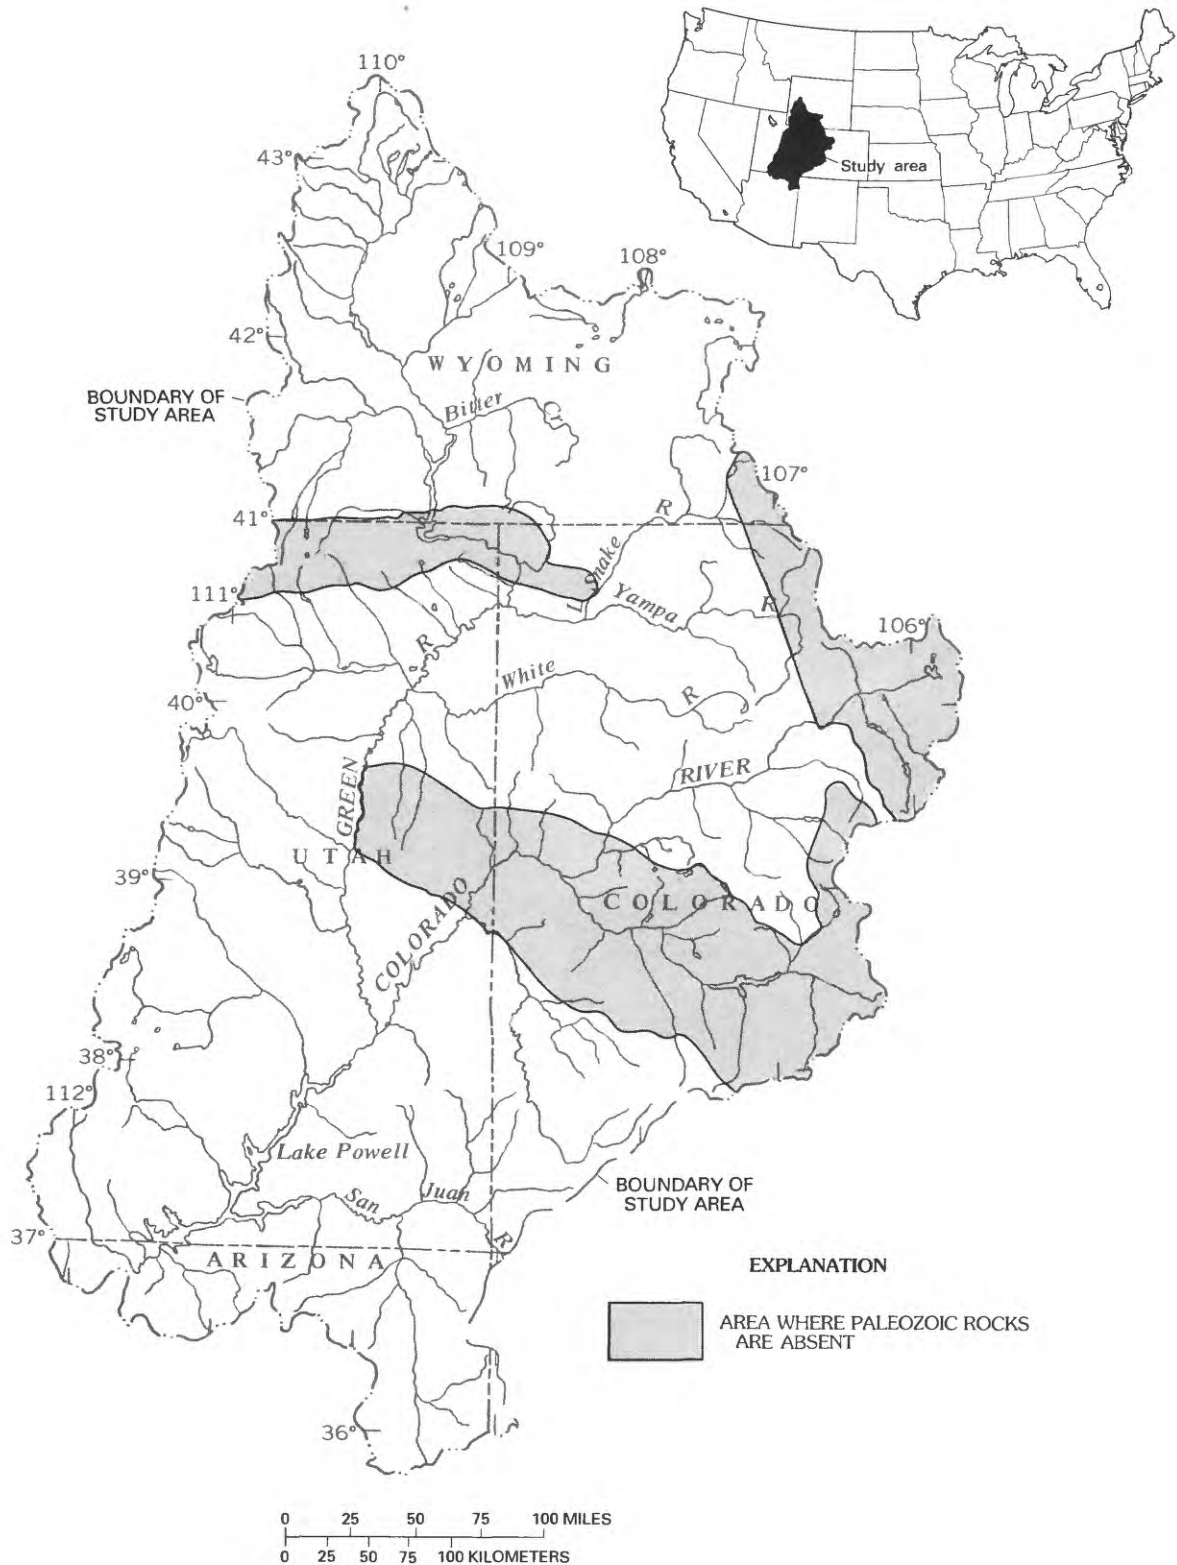 Study area
110°
43°
109°
108°
42°
WYOMING
BOUNDARY OF
STUDY AREA
Bitter Cr
107°
41°
L Snake R
111°
Yampa R
106°
R
White R
40°
RIVER
GREEN
UTAH
39°
COLORADO
COLORADO
38°
112°
Lake Powell
San Juan R
BOUNDARY OF
STUDY AREA
37°
ARIZONA
EXPLANATION
AREA WHERE PALEOZOIC ROCKS
ARE ABSENT
36°
0 25 50 75 100 MILES
0 25 50 75 100 KILOMETERS